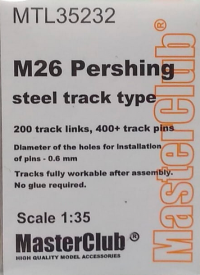 MTL35232
M26 Pershing
steel track type
200 track links, 400+ track pins
Diameter of the holes for installation
of pins - 0.6 mm
Tracks fully workable after assembly.
No glue required.
Scale 1:35
MasterClub®
HIGH QUALITY MODEL ACCESSORIES
MasterClub®